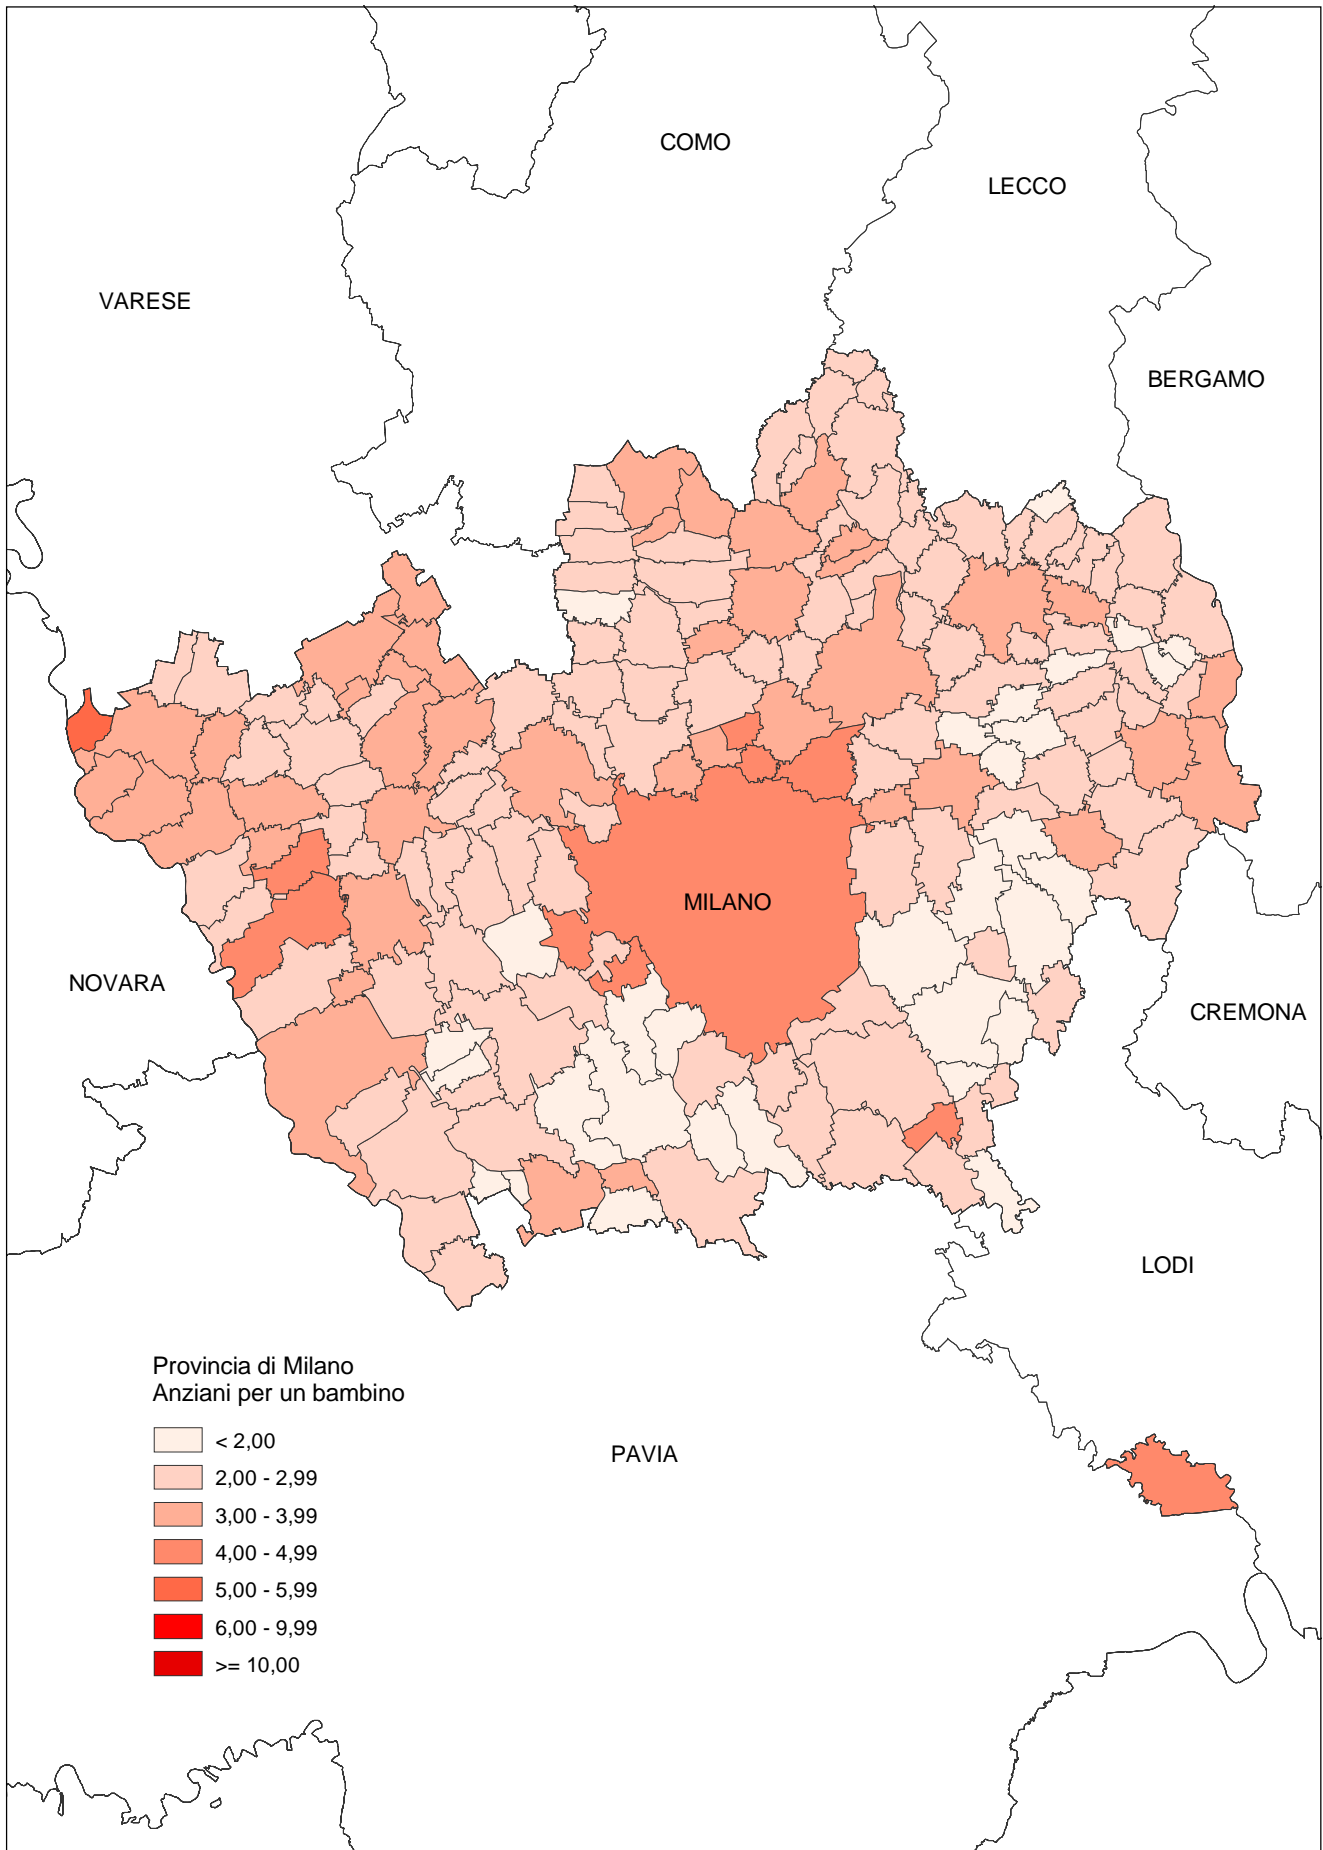 COMO
LECCO
VARESE
BERGAMO
MILANO
NOVARA
CREMONA
LODI
Provincia di Milano
Anziani per un bambino
< 2,00
2,00 - 2,99
3,00 - 3,99
4,00 - 4,99
5,00 - 5,99
6,00 - 9,99
>= 10,00
PAVIA